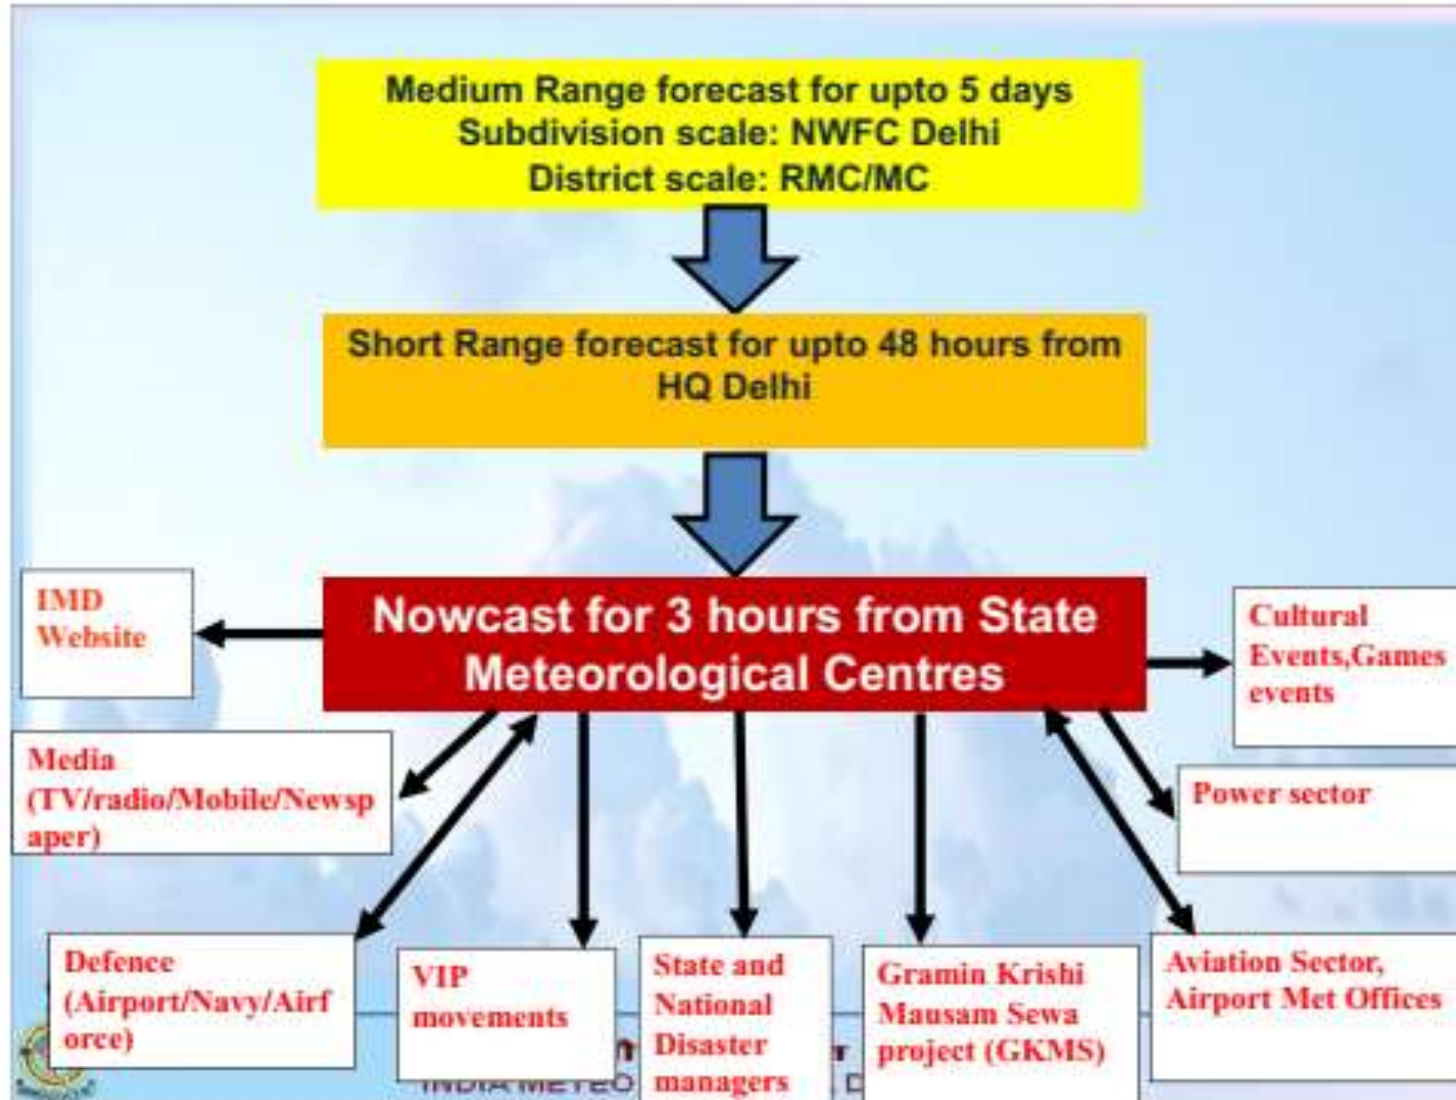 Medium Range forecast for upto 5 days
Subdivision scale: NWFC Delhi
District scale: RMC/MC
Short Range forecast for upto 48 hours from
HQ Delhi
Nowcast for 3 hours from State
Meteorological Centres
IMD
Website
Cultural
Events,Games
events
Media
(TV/radio/Mobile/Newsp
aper)
Power sector
Defence
(Airport/Navy/Airf
orce)
VIP
movements
State and
National
Disaster
managers
Gramin Krishi
Mausam Sewa
project (GKMS)
Aviation Sector,
Airport Met Offices
INDIA METEO